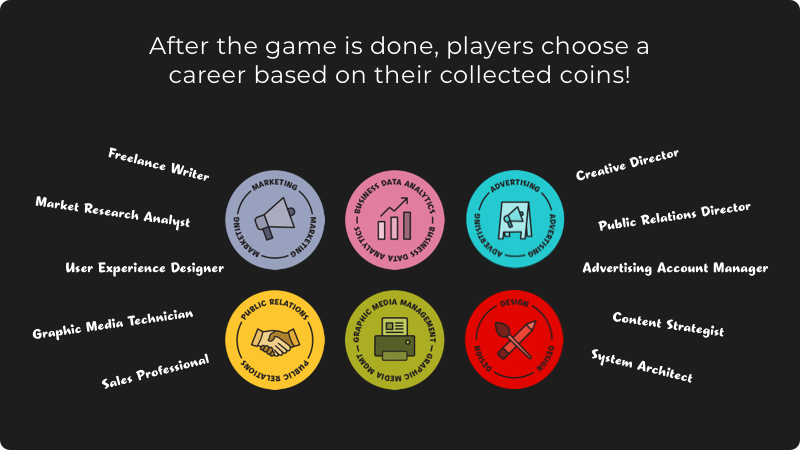 After the game is done, players choose a
career based on their collected coins!
Freelance Writer
Market Research Analyst
User Experience Designer
Graphic Media Technician
Sales Professional
MARKETING
MARKETING
MARKETING
BUSINESS DATA ANALYTICS
BUSINESS DATA ANALYTICS
ADVERTISING
ADVERTISING
ADVERTISING
PUBLIC RELATIONS
PUBLIC RELATIONS
GRAPHIC MEDIA MANAGEMENT
GRAPHIC MEDIA MGMT
DESIGN
DESIGN
DESIGN
Creative Director
Public Relations Director
Advertising Account Manager
Content Strategist
System Architect